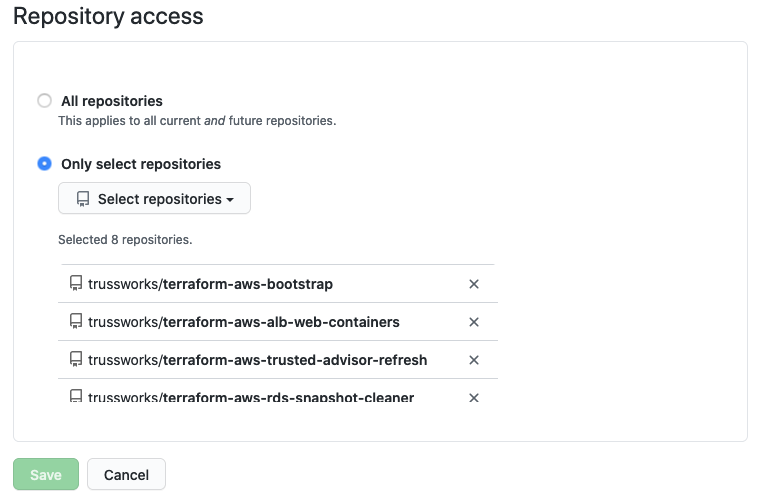 Repository access
All repositories
This applies to all current and future repositories.
Only select repositories
Select repositories
Selected 8 repositories.
trussworks/terraform-aws-bootstrap
trussworks/terraform-aws-alb-web-containers
trussworks/terraform-aws-trusted-advisor-refresh
trussworks/terraform-aws-rds-snapshot-cleaner
Save Cancel